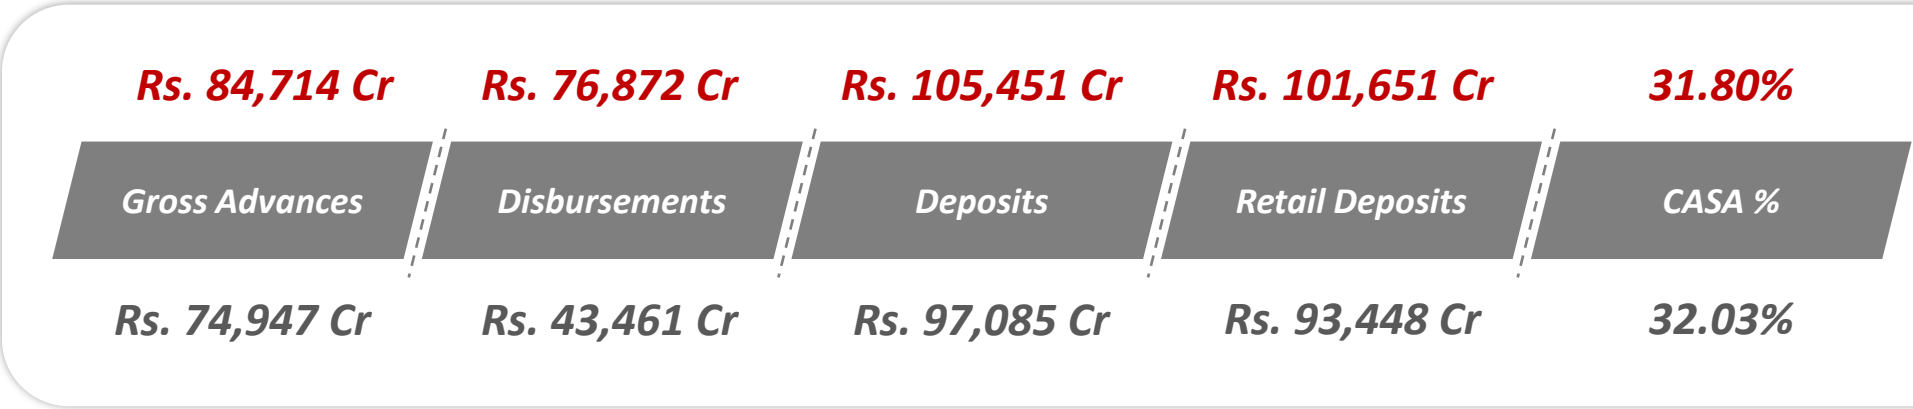 Rs. 84,714 Cr Rs. 76,872 Cr Rs. 105,451 Cr Rs. 101,651 Cr 31.80%
Gross Advances Disbursements Deposits Retail Deposits CASA %
Rs. 74,947 Cr Rs. 43,461 Cr Rs. 97,085 Cr Rs. 93,448 Cr 32.03%